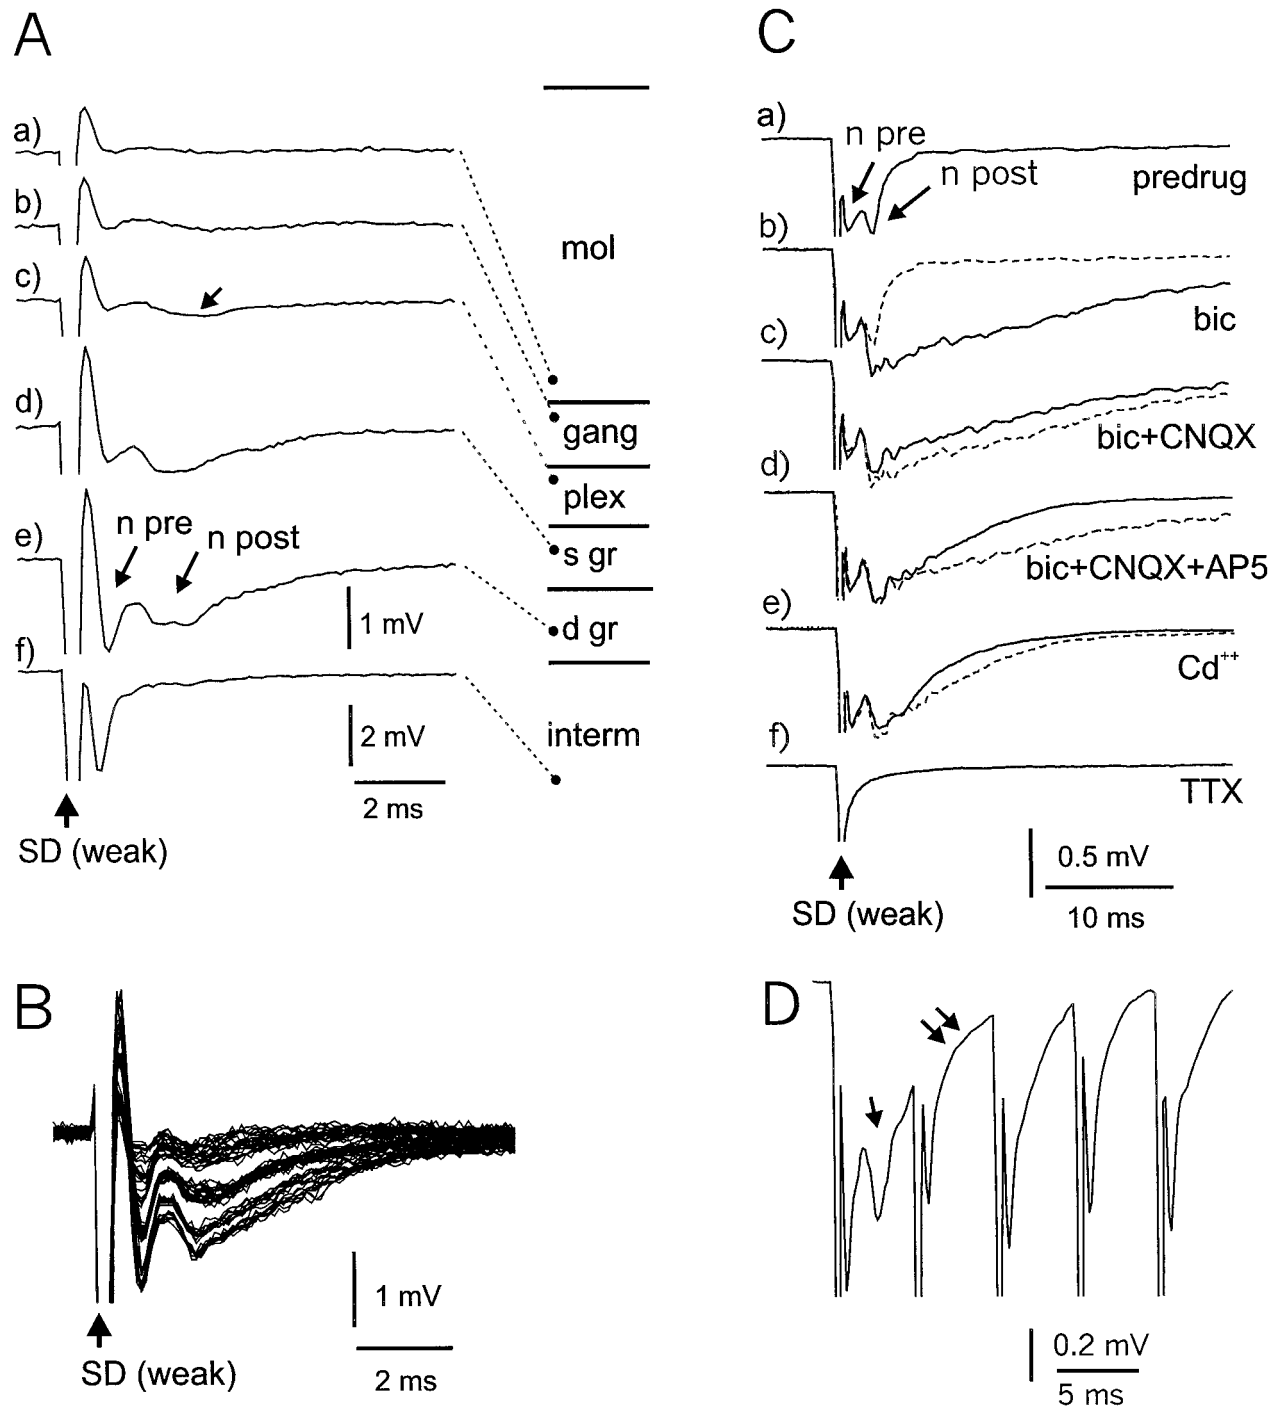 A
a)
b)
c)
d)
e)
n pre
n post
1 mV
f)
2 mV
2 ms
SD (weak)
mol
gang
plex
s gr
d gr
interm
B
1 mV
2 ms
SD (weak)
C
a)
n pre
n post
predrug
b)
bic
c)
bic+CNQX
d)
bic+CNQX+AP5
e)
Cd++
f)
TTX
0.5 mV
10 ms
SD (weak)
D
0.2 mV
5 ms